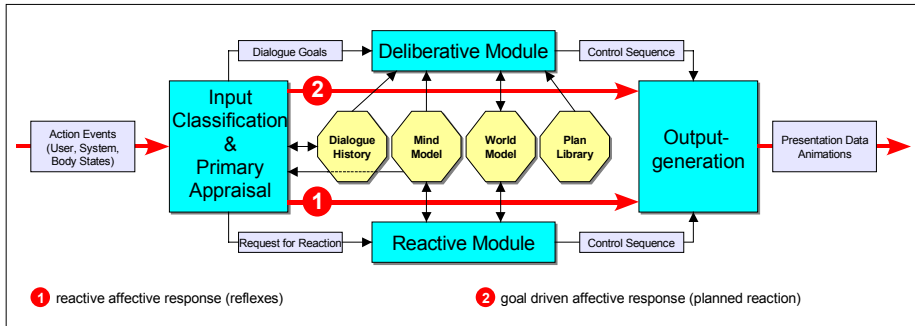 Dialogue Goals
Deliberative Module
Control Sequence
2
Input
Classification
&
Primary
Appraisal
Action Events
(User, System,
Body States)
Dialogue
History
Mind
Model
World
Model
Plan
Library
Output-
generation
Presentation Data
Animations
1
Request for Reaction
Reactive Module
Control Sequence
1 reactive affective response (reflexes)
2 goal driven affective response (planned reaction)